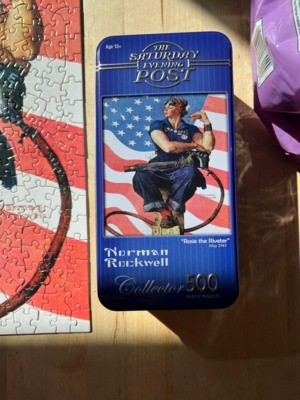 Age 12+
THE
SATURDAY
EVENING
POST
"Rosie the Riveter"
May 1943
Norman
Rockwell
Collector 500
PIECE PUZZLE